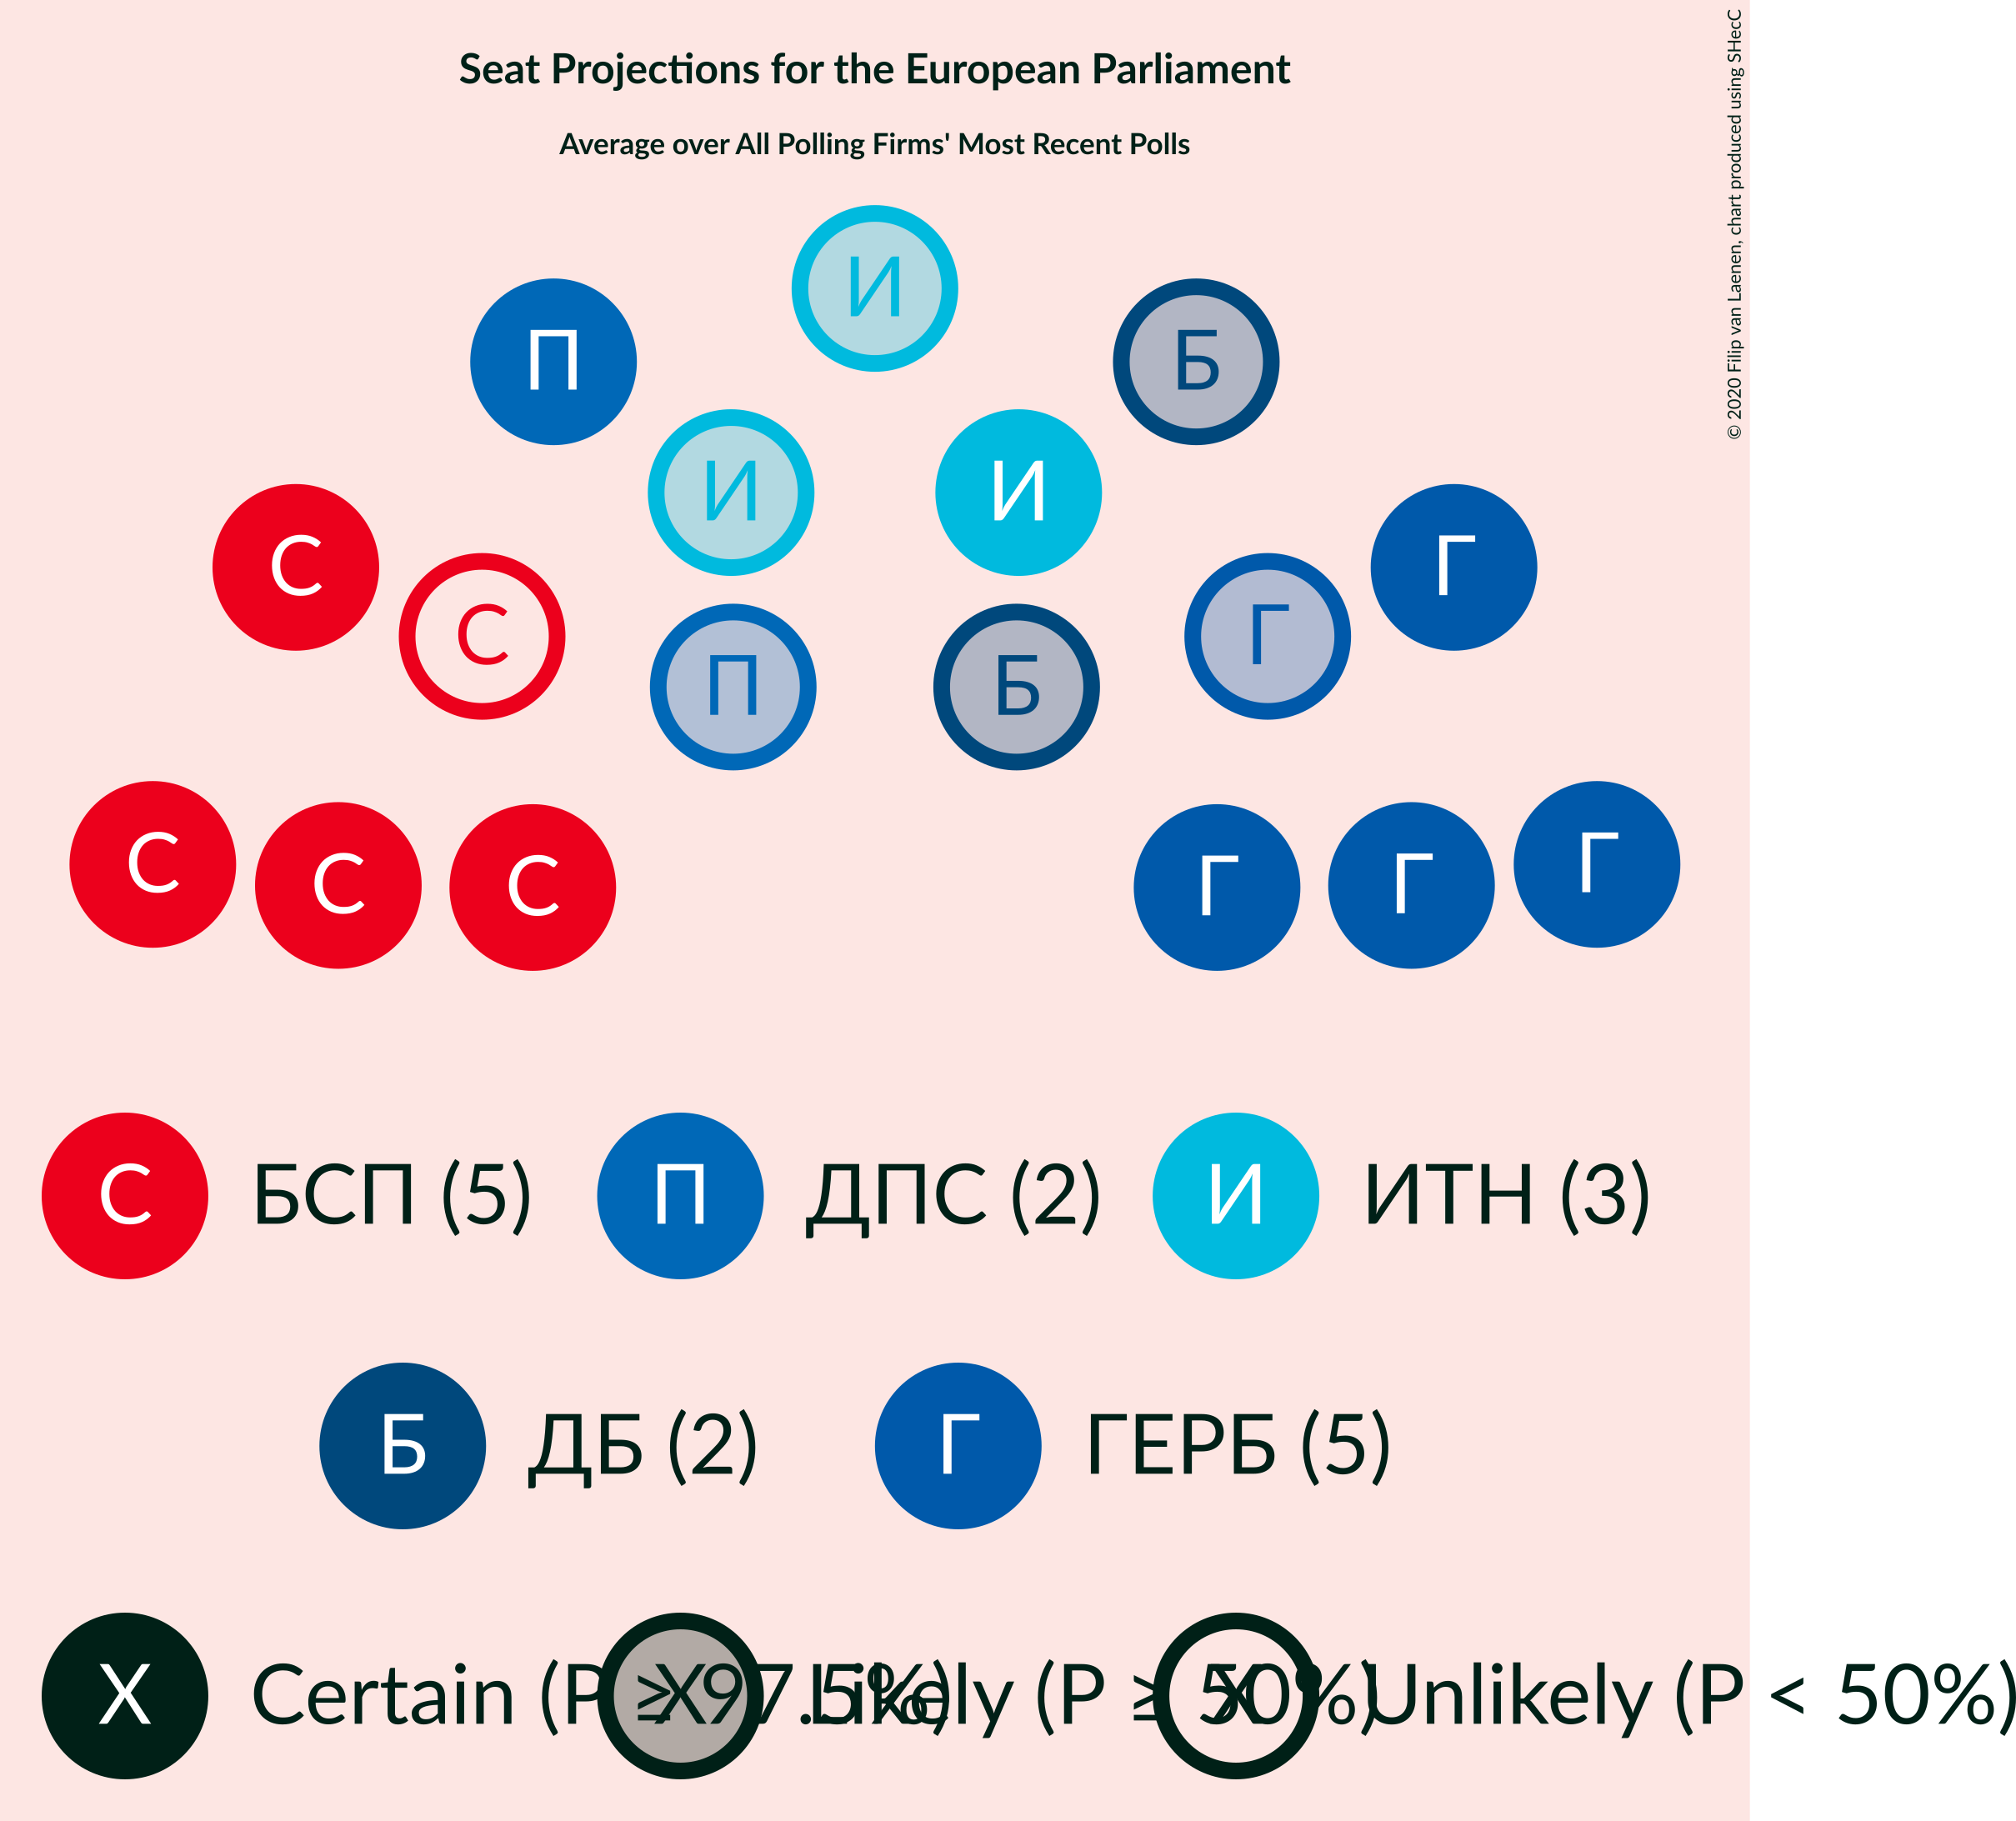 Seat Projections for the European Parliament
Average over All Polling Firms' Most Recent Polls
© 2020 Filip van Laenen, chart produced using SHecC
И
П
Б
И
И
С
Г
С
Г
П
Б
С
С
С
Г
Г
Г
С БСП (5)
П ДПС (2)
И ИТН (3)
Б ДБ (2)
Г ГЕРБ (5)
X Certain (P ≥ 97.5%)
X Likely (P ≥ 50%)
X Unlikely (P < 50%)